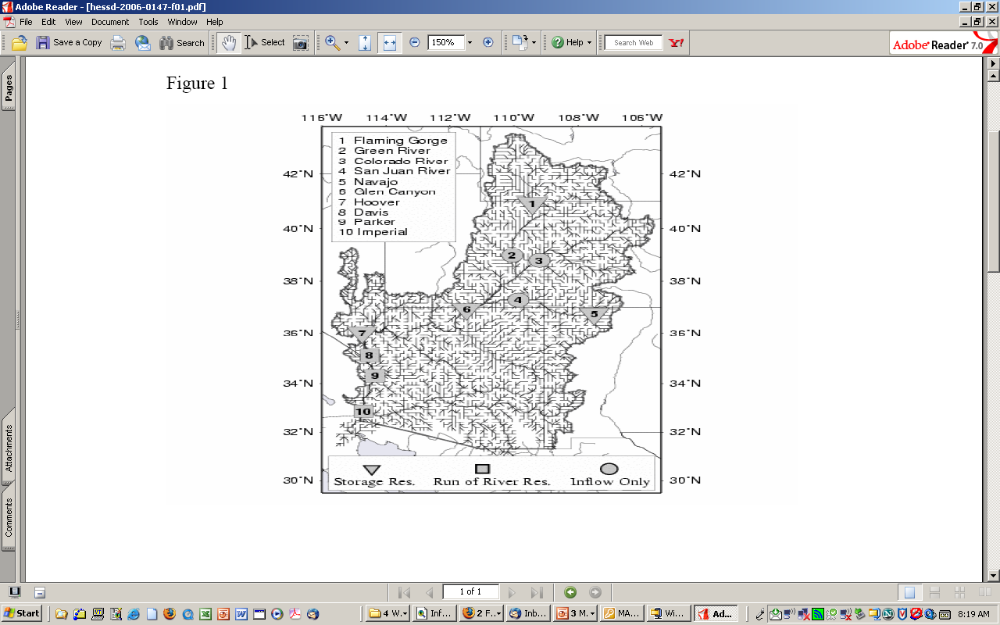 Adobe Reader - [hessd-2006-0147-f01.pdf]
File Edit View Document Tools Window Help
Save a Copy Search Select 150% Help Search Web Y! Adobe Reader 7.0
Pages
Attachments
Comments
Figure 1
116°W 114°W 112°W 110°W 108°W 106°W
1 Flaming Gorge
2 Green River
3 Colorado River
4 San Juan River
5 Navajo
6 Glen Canyon
7 Hoover
8 Davis
9 Parker
10 Imperial
42°N 42°N
1
40°N 40°N
2 3
38°N 38°N
4
6 5
36°N 7 36°N
8
9
34°N 34°N
10
32°N 32°N
Storage Res. Run of River Res. Inflow Only
30°N 30°N
1 of 1
Start 4 W... Inf... 2 F... Inb... 3 M... MA... Wi... Ad... 8:19 AM